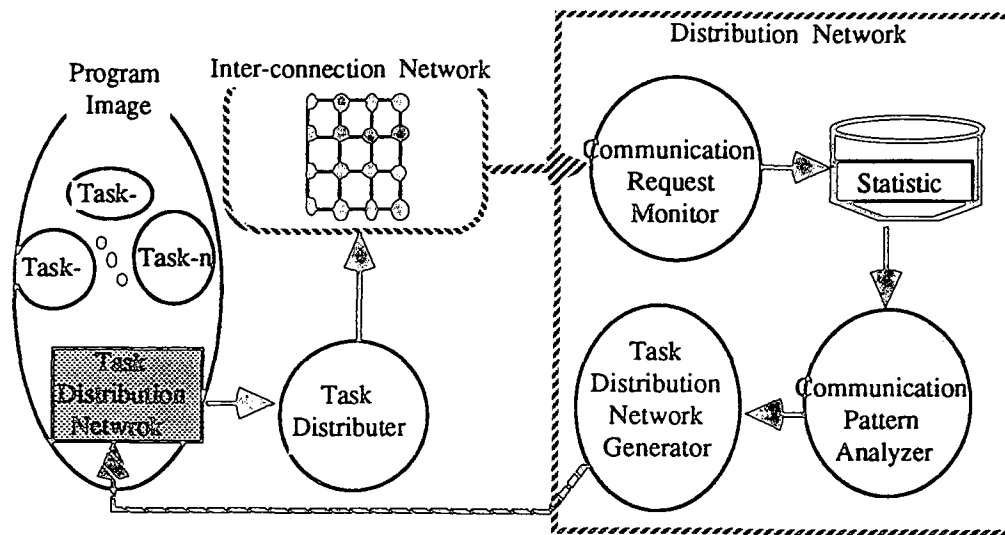 Program
Image
Task-
Task-
Task-n
Task
Distribution
Netwrok
Inter-connection Network
Task
Distributer
Distribution Network
Communication
Request
Monitor
Statistic
Communication
Pattern
Analyzer
Task
Distribution
Network
Generator